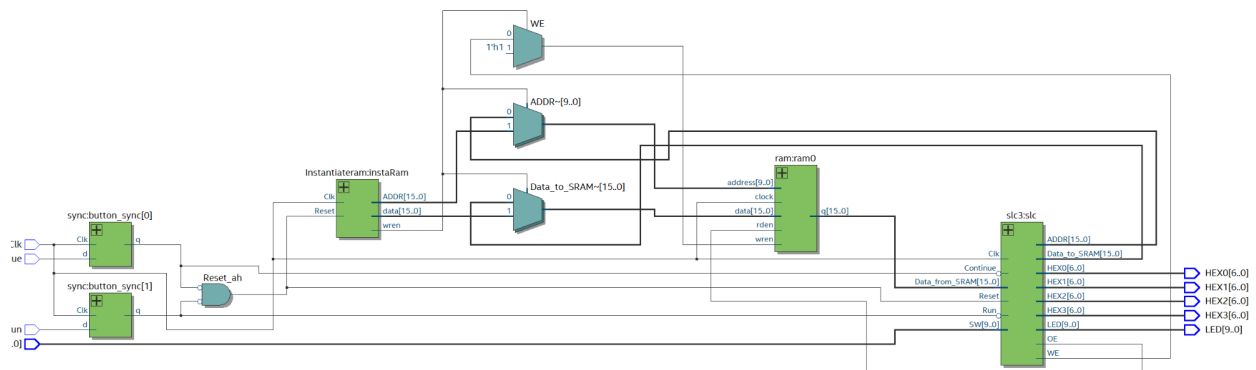 WE
0
1'h1 1
ADDR~[9..0]
0
1
ram:ram0
Instantiateram:instaRam
address[9..0]
Data_to_SRAM~[15..0]
Clk
ADDR[15..0]
0
clock
Reset
data[15..0]
1
data[15..0]
q[15..0]
sync:button_sync[0]
wren
rden
slc3:slc
wren
Clk
q
ADDR[15..0]
Clk
d
Clk
Data_to_SRAM[15..0]
ue
Continue
HEX0[6..0]
HEX0[6..0]
Reset_ah
Data_from_SRAM[15..0]
HEX1[6..0]
HEX1[6..0]
sync:button_sync[1]
Reset
HEX2[6..0]
HEX2[6..0]
Clk
q
Run
HEX3[6..0]
HEX3[6..0]
un
d
SW[9..0]
LED[9..0]
LED[9..0]
.0]
OE
WE